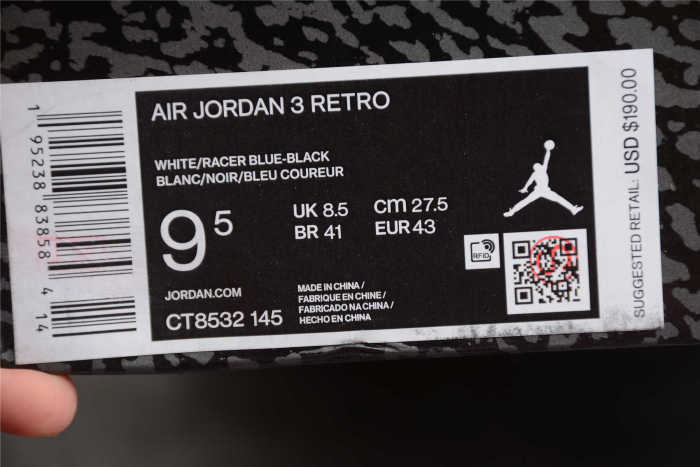 AIR JORDAN 3 RETRO
WHITE/RACER BLUE-BLACK
BLANC/NOIR/BLEU COUREUR
9 5
UK 8.5 cm 27.5
BR 41 EUR 43
RFID
JORDAN.COM
CT8532 145
MADE IN CHINA /
FABRIQUE EN CHINE /
FABRICADO NA CHINA /
HECHO EN CHINA
SUGGESTED RETAIL: USD $190.00
1 95238 83858 4 14